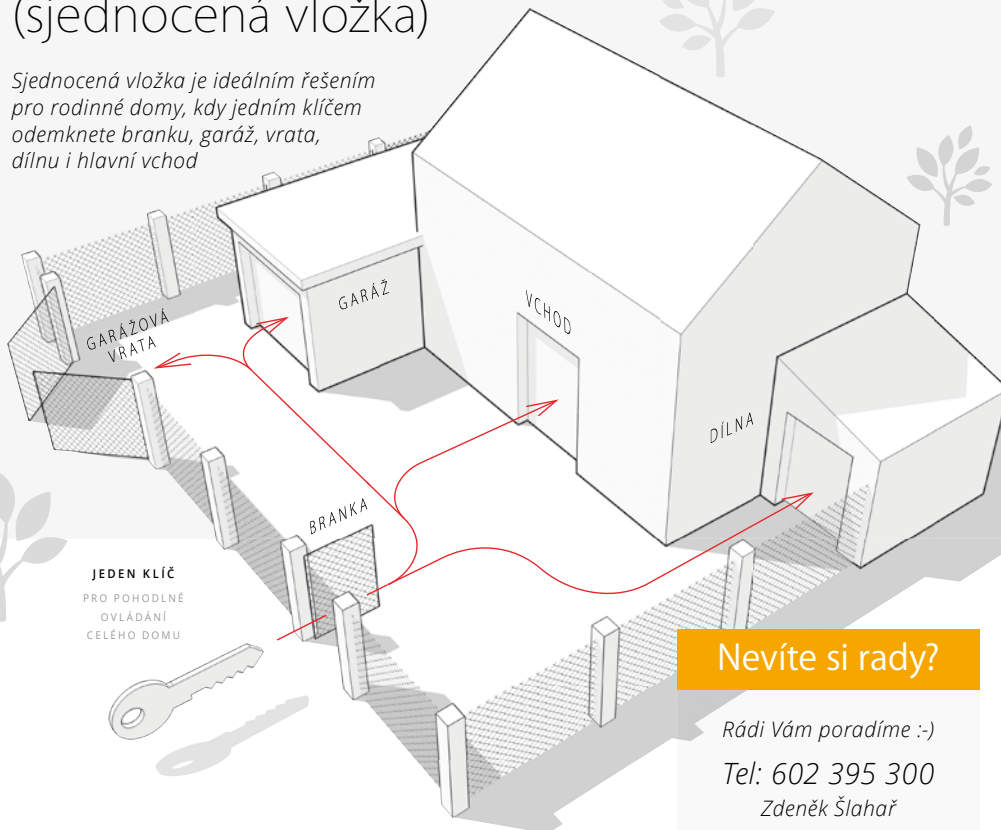 (sjednocená vložka)
Sjednocená vložka je ideálním řešením
pro rodinné domy, kdy jedním klíčem
odemknete branku, garáž, vrata,
dílnu i hlavní vchod
GARÁŽ
VCHOD
GARÁŽOVÁ
VRATA
DÍLNA
BRANKA
JEDEN KLÍČ
PRO POHODLNÉ
OVLÁDÁNÍ
CELÉHO DOMU
Nevíte si rady?
Rádi Vám poradíme :-)
Tel: 602 395 300
Zdeněk Šlahař